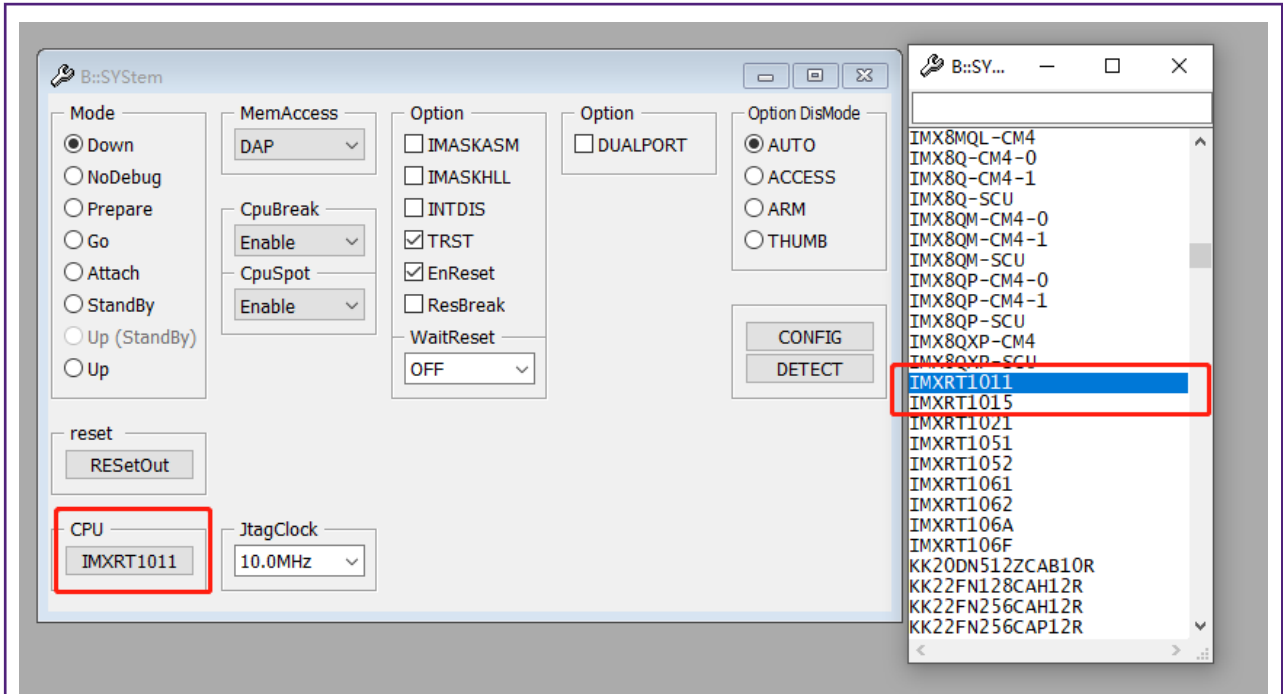 B::SYStem
Mode
Down
NoDebug
Prepare
Go
Attach
StandBy
Up (StandBy)
Up
MemAccess
DAP
CpuBreak
Enable
CpuSpot
Enable
Option
IMASKASM
IMASKHLL
INTDIS
TRST
EnReset
ResBreak
WaitReset
OFF
Option
DUALPORT
Option DisMode
AUTO
ACCESS
ARM
THUMB
CONFIG
DETECT
reset
RESetOut
CPU
IMXRT1011
JtagClock
10.0MHz
B::SY...
IMX8MQL-CM4
IMX8Q-CM4-0
IMX8Q-CM4-1
IMX8Q-SCU
IMX8QM-CM4-0
IMX8QM-CM4-1
IMX8QM-SCU
IMX8QP-CM4-0
IMX8QP-CM4-1
IMX8QP-SCU
IMX8QXP-CM4
IMX8QXP-SCU
IMXRT1011
IMXRT1015
IMXRT1021
IMXRT1051
IMXRT1052
IMXRT1061
IMXRT1062
IMXRT106A
IMXRT106F
KK20DN512ZCAB10R
KK22FN128CAH12R
KK22FN256CAH12R
KK22FN256CAP12R